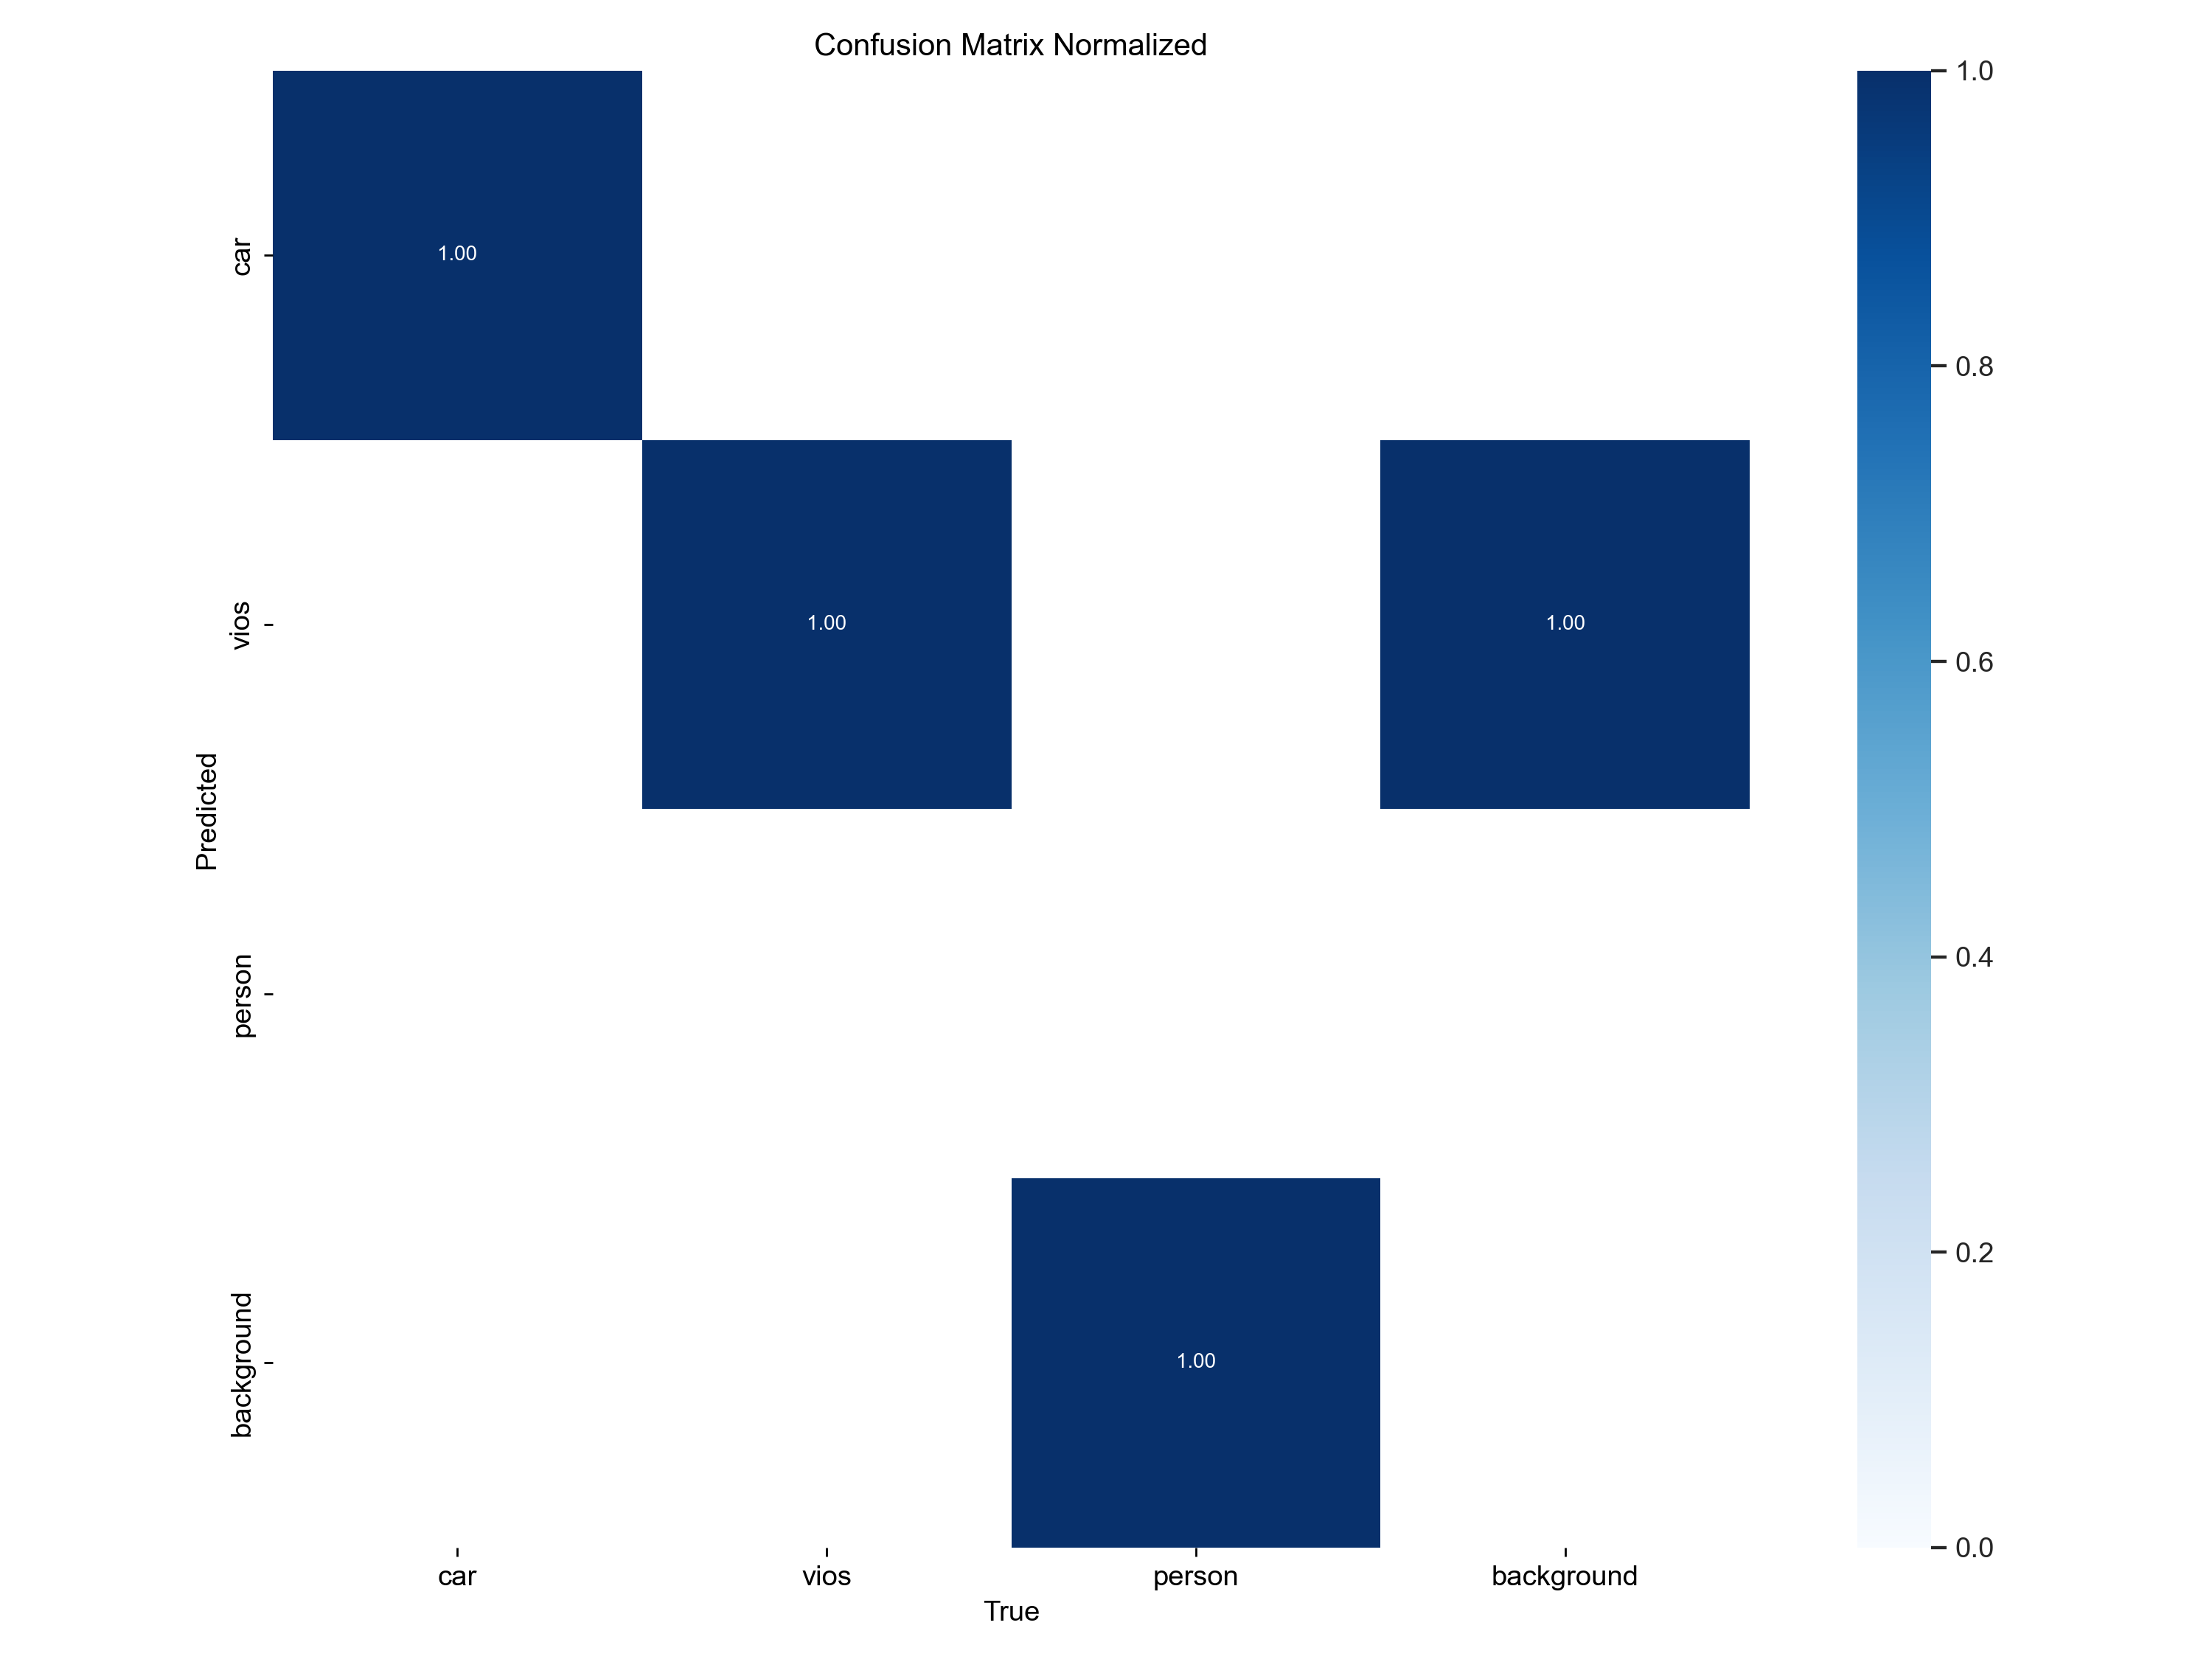 Confusion Matrix Normalized
car
vios
person
background
Predicted
1.00
1.00
1.00
1.00
car
vios
person
background
True
1.0
0.8
0.6
0.4
0.2
0.0